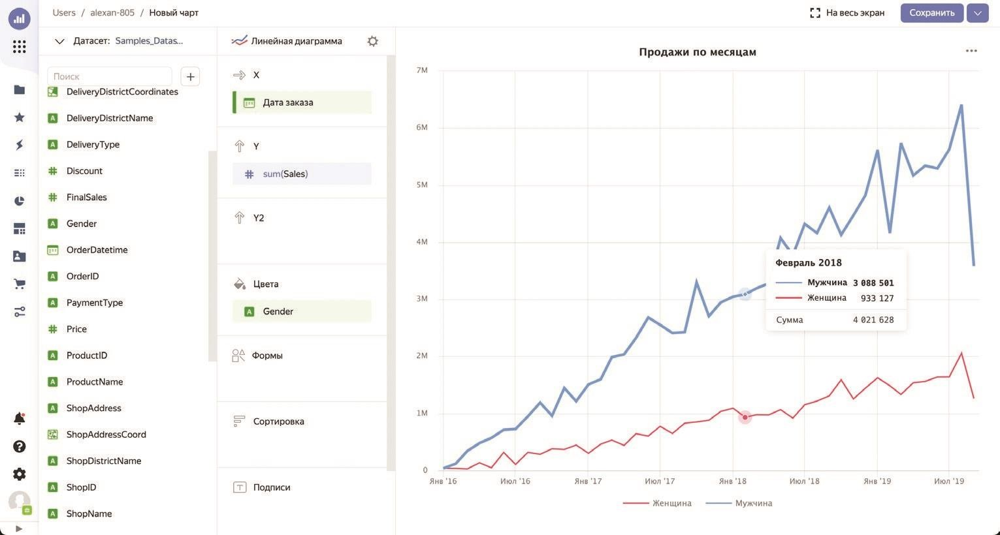 Users / alexan-805 / Новый чарт
На весь экран
Сохранить
Датасет: Samples_Datas...
Поиск
+
DeliveryDistrictCoordinates
A DeliveryDistrictName
A DeliveryType
# Discount
# FinalSales
A Gender
OrderDatetime
A OrderID
A PaymentType
# Price
A ProductID
A ProductName
A ShopAddress
ShopAddressCoord
A ShopDistrictName
A ShopID
A ShopName
Линейная диаграмма
X
Дата заказа
Y
# sum(Sales)
Y2
Цвета
A Gender
Формы
Сортировка
T Подписи
Продажи по месяцам
7M
6M
5M
4M
3M
2M
1M
0
Янв '16 Июл '16 Янв '17 Июл '17 Янв '18 Июл '18 Янв '19 Июл '19
Февраль 2018
Мужчина 3 088 501
Женщина 933 127
Сумма 4 021 628
Женщина Мужчина